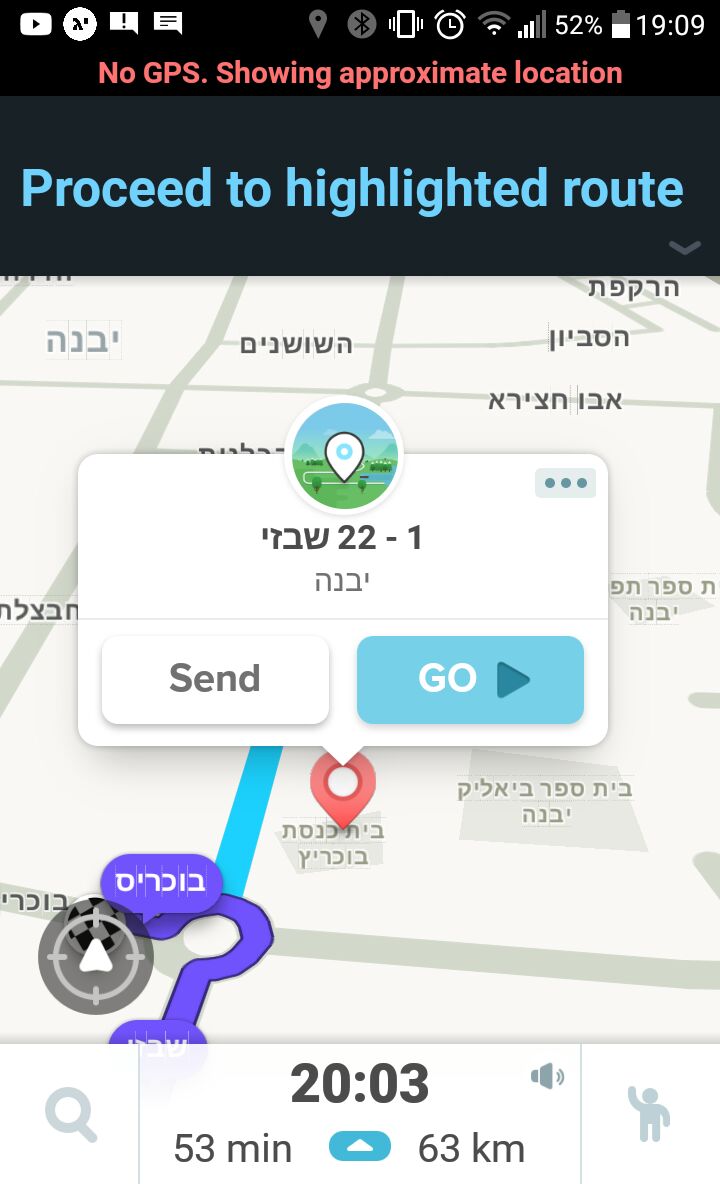 52%
19:09
No GPS. Showing approximate location
Proceed to highlighted route
הרקפת
הסביון
יבנה
השושנים
אבו חצירא
1 - 22 שבזי
יבנה
חבצלת
ת ספר תפ
יבנה
Send
GO
בית ספר ביאליק
יבנה
בית כנסת
בוכריץ
בוכריס
בוכרי
שבזי
20:03
53 min
63 km